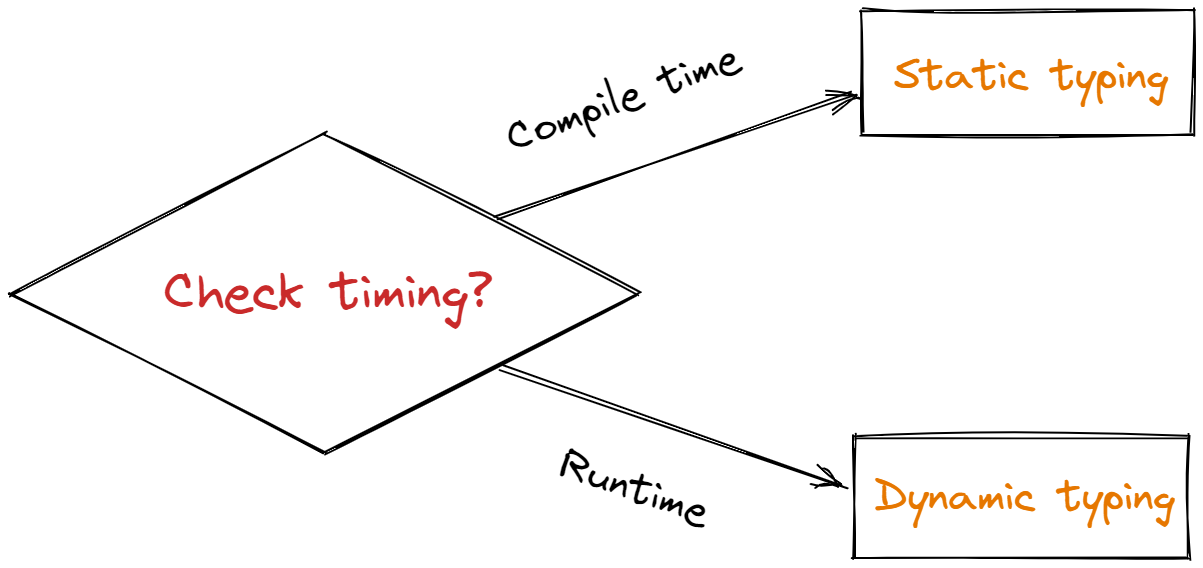 Compile time
Static typing
Check timing?
Runtime
Dynamic typing